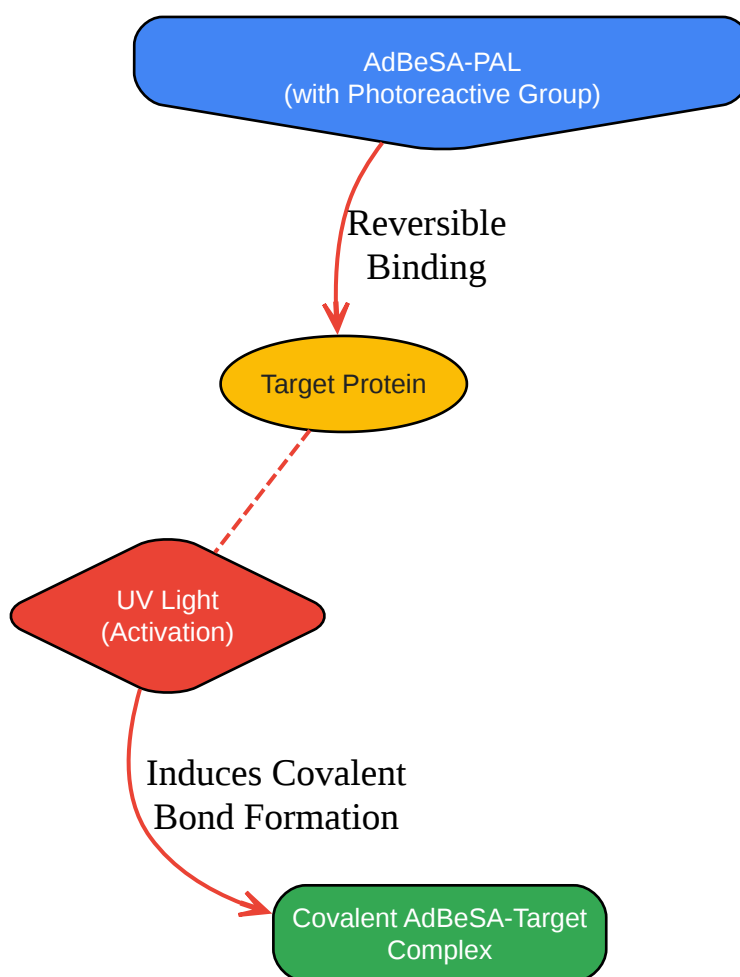 AdBeSA-PAL
(with Photoreactive Group)
Reversible
Binding
Target Protein
UV Light
(Activation)
Induces Covalent
Bond Formation
Covalent AdBeSA-Target
Complex